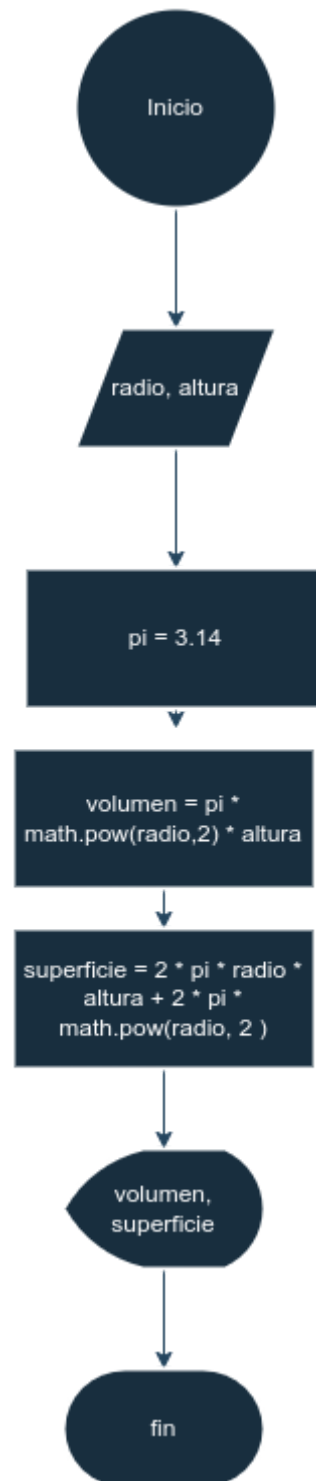 Inicio
radio, altura
pi = 3.14
volumen = pi *
math.pow(radio,2) * altura
superficie = 2 * pi * radio *
altura + 2 * pi *
math.pow(radio, 2 )
volumen,
superficie
fin